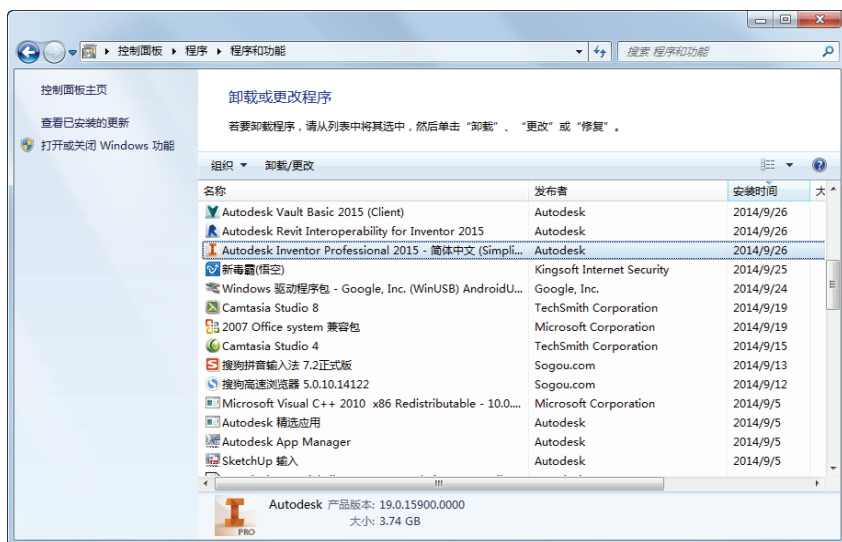 控制面板 ▸ 程序 ▸ 程序和功能
搜索 程序和功能
控制面板主页
查看已安装的更新
打开或关闭 Windows 功能
卸载或更改程序
若要卸载程序，请从列表中将其选中，然后单击“卸载”、“更改”或“修复”。
组织 卸载/更改
名称 发布者 安装时间 大
Autodesk Vault Basic 2015 (Client) Autodesk 2014/9/26
Autodesk Revit Interoperability for Inventor 2015 Autodesk 2014/9/26
Autodesk Inventor Professional 2015 - 简体中文 (Simpli... Autodesk 2014/9/26
新毒霸(悟空) Kingsoft Internet Security 2014/9/25
Windows 驱动程序包 - Google, Inc. (WinUSB) AndroidU... Google, Inc. 2014/9/24
Camtasia Studio 8 TechSmith Corporation 2014/9/19
2007 Office system 兼容包 Microsoft Corporation 2014/9/19
Camtasia Studio 4 TechSmith Corporation 2014/9/15
搜狗拼音输入法 7.2正式版 Sogou.com 2014/9/13
搜狗高速浏览器 5.0.10.14122 Sogou.com 2014/9/12
Microsoft Visual C++ 2010 x86 Redistributable - 10.0.... Microsoft Corporation 2014/9/5
Autodesk 精选应用 Autodesk 2014/9/5
Autodesk App Manager Autodesk 2014/9/5
SketchUp 输入 Autodesk 2014/9/5
Autodesk 产品版本: 19.0.15900.0000
大小: 3.74 GB
PRO